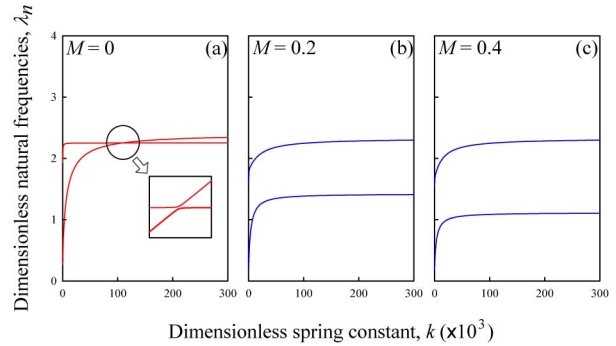 Dimensionless natural frequencies, λn
M = 0 (a)
M = 0.2 (b)
M = 0.4 (c)
4
3
2
1
0
0 100 200 300
0 100 200 300
0 100 200 300
Dimensionless spring constant, k (×10³)